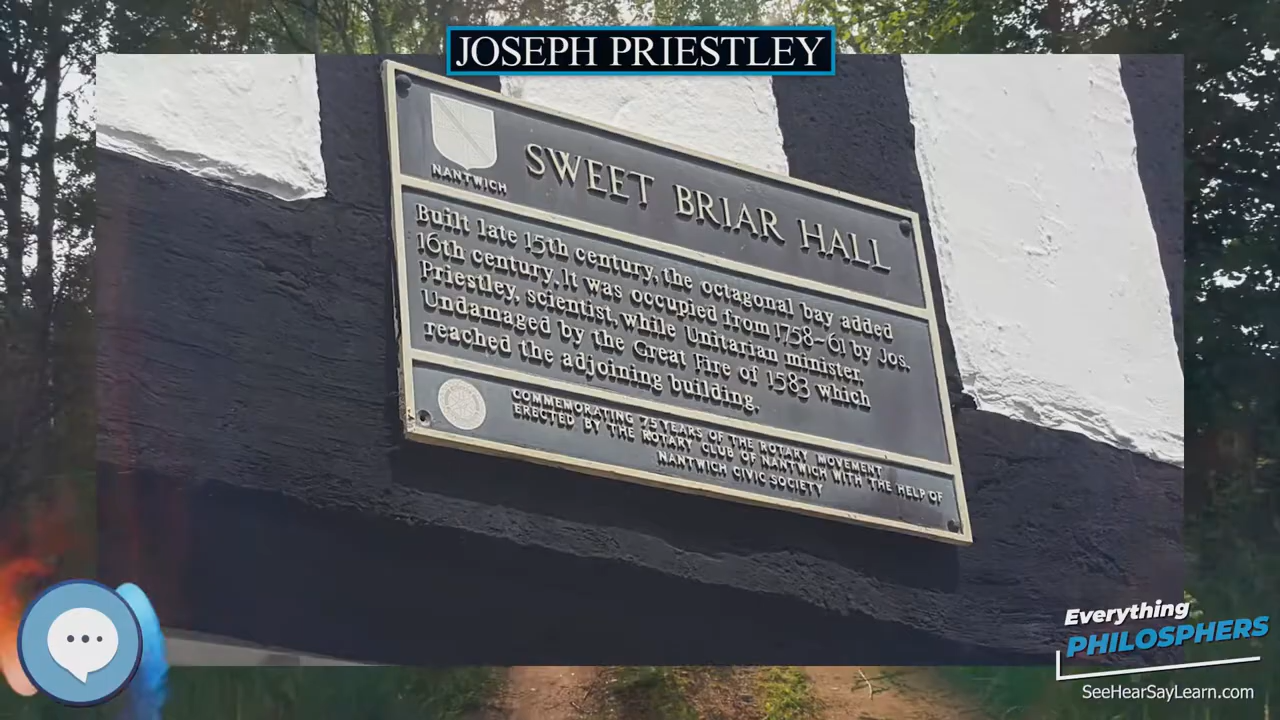 JOSEPH PRIESTLEY
NANTWICH
SWEET BRIAR HALL
Built late 15th century, the octagonal bay added
16th century. It was occupied from 1758-61 by Jos.
Priestley, scientist, while Unitarian minister.
Undamaged by the Great Fire of 1583 which
reached the adjoining building.
COMMEMORATING 75 YEARS OF THE ROTARY MOVEMENT
ERECTED BY THE ROTARY CLUB OF NANTWICH WITH THE HELP OF
NANTWICH CIVIC SOCIETY
Everything
PHILOSPHERS
SeeHearSayLearn.com